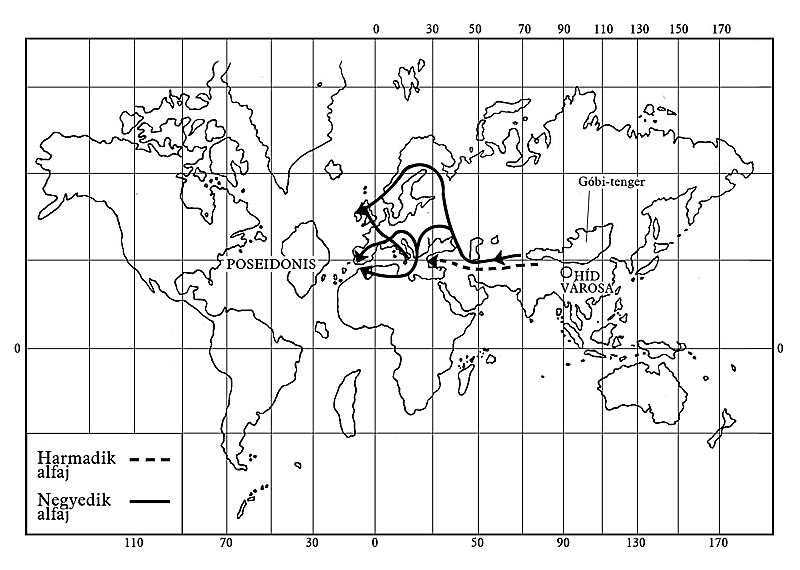 0 30 50 70 90 110 130 150 170
Góbi-tenger
POSEIDONIS
HÍD
VÁROSA
0 0
Harmadik
alfaj
Negyedik
alfaj
110 70 30 0 50 90 130 170